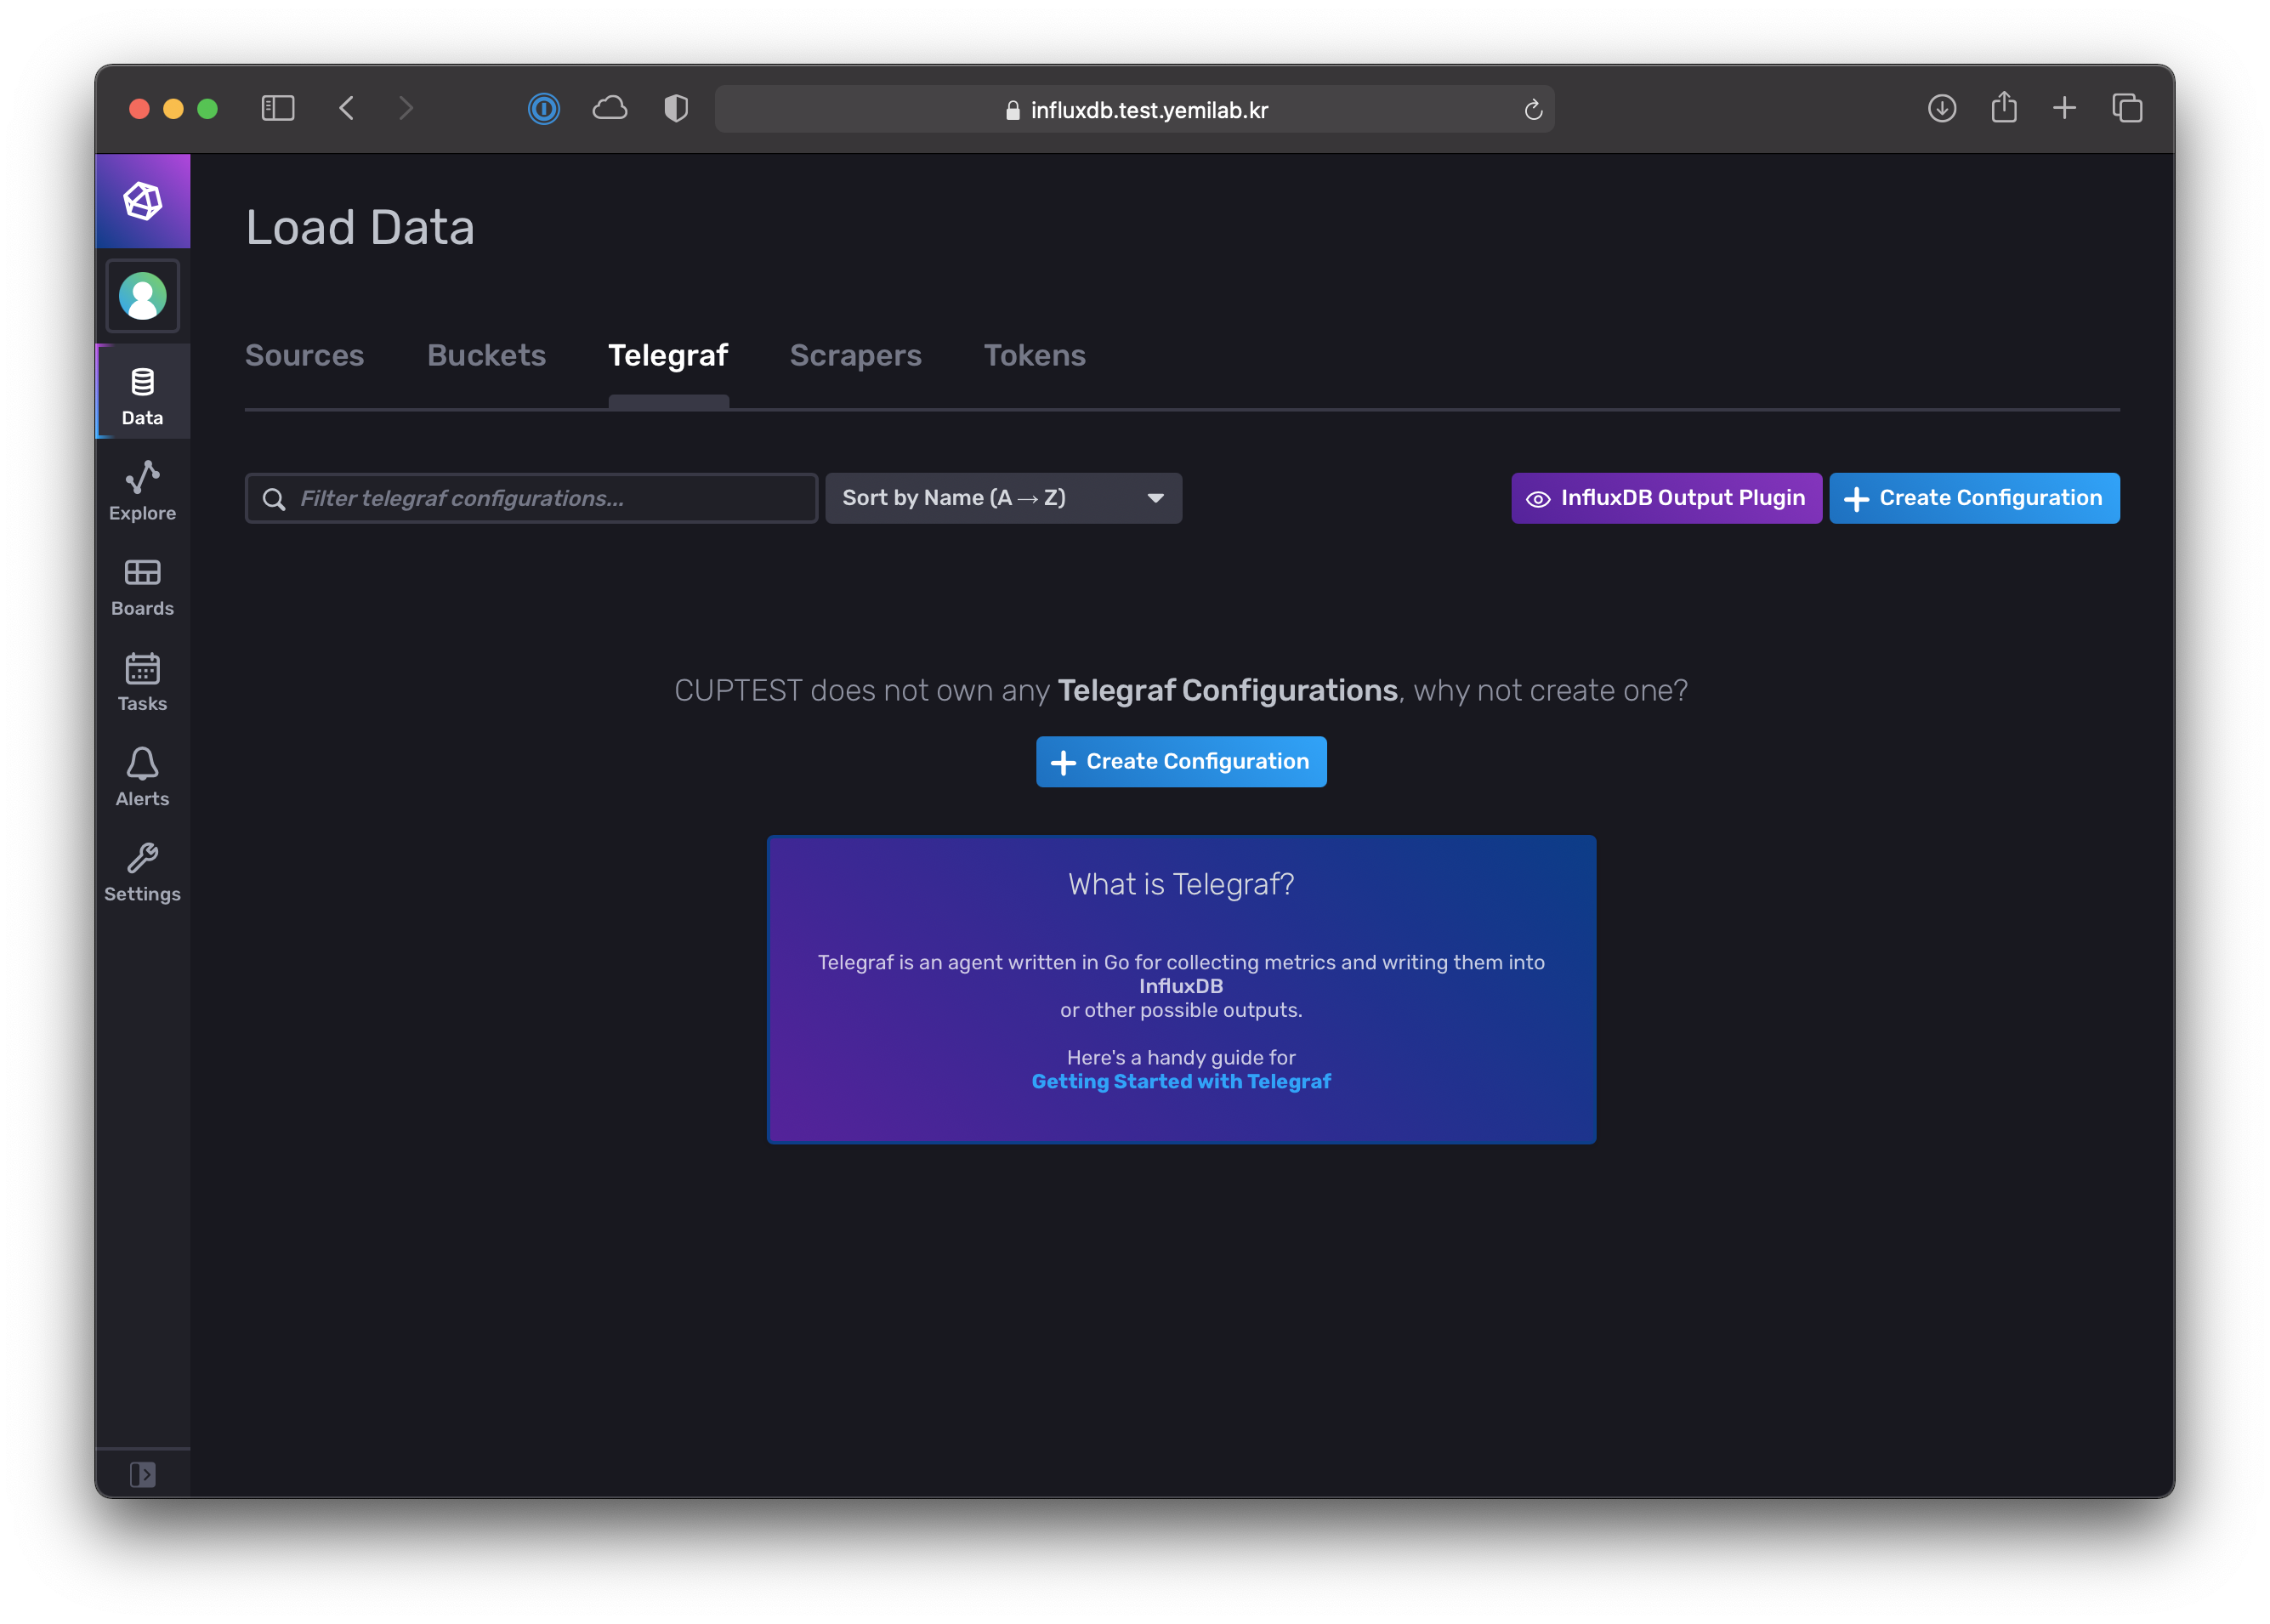 influxdb.test.yemilab.kr
Load Data
Sources Buckets Telegraf Scrapers Tokens
Data
Explore
Boards
Tasks
Alerts
Settings
Filter telegraf configurations...
Sort by Name (A → Z)
InfluxDB Output Plugin
Create Configuration
CUPTEST does not own any Telegraf Configurations, why not create one?
Create Configuration
What is Telegraf?
Telegraf is an agent written in Go for collecting metrics and writing them into
InfluxDB
or other possible outputs.
Here's a handy guide for
Getting Started with Telegraf